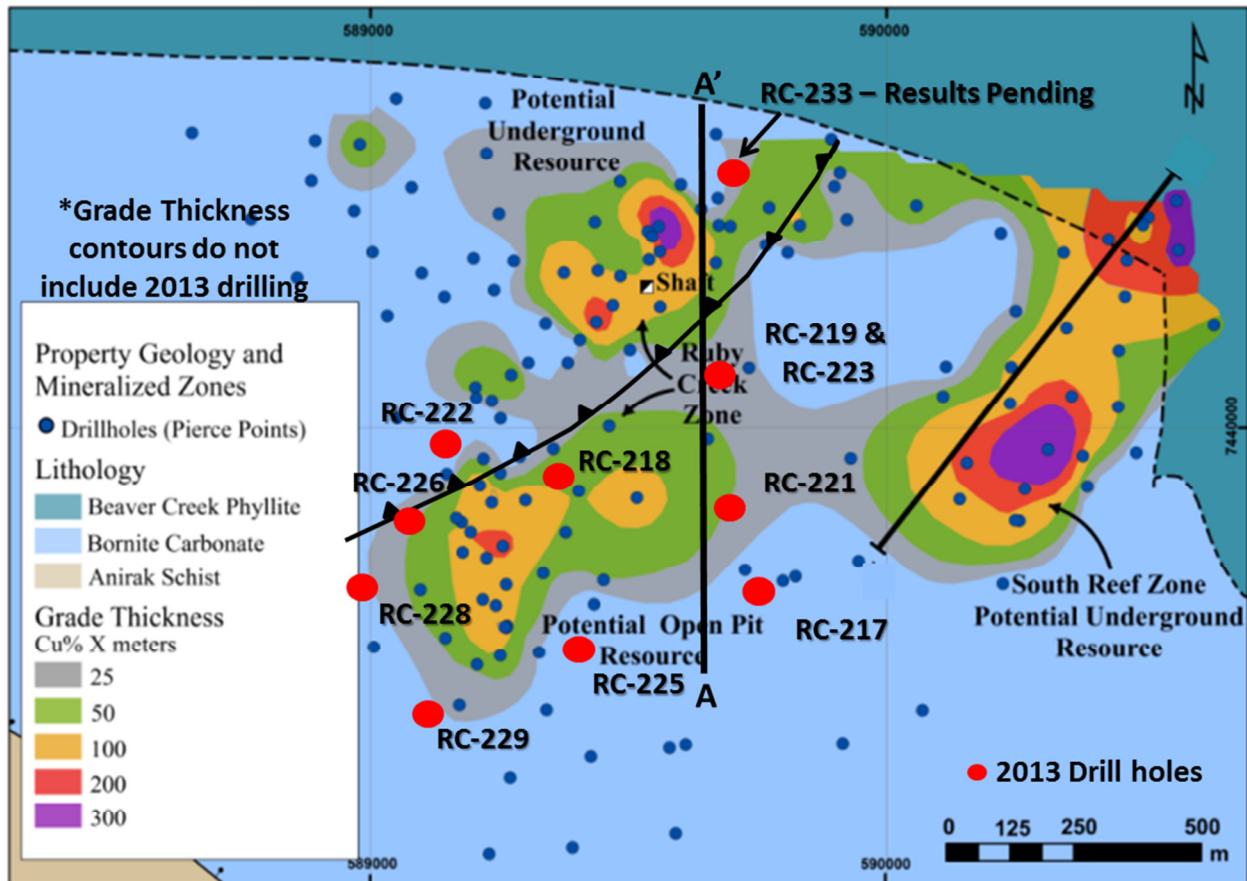 589000
590000
A'
RC-233 – Results Pending
N
Potential
Underground
Resource
*Grade Thickness
contours do not
include 2013 drilling
Shaft
Ruby
Creek
Zone
RC-219 &
RC-223
RC-222
RC-226
RC-218
RC-221
7440000
RC-228
RC-217
Potential Open Pit
Resource
RC-225
A
RC-229
South Reef Zone
Potential Underground
Resource
Property Geology and
Mineralized Zones
Drillholes (Pierce Points)
Lithology
Beaver Creek Phyllite
Bornite Carbonate
Anirak Schist
Grade Thickness
Cu% X meters
25
50
100
200
300
2013 Drill holes
0 125 250 500
m
589000
590000